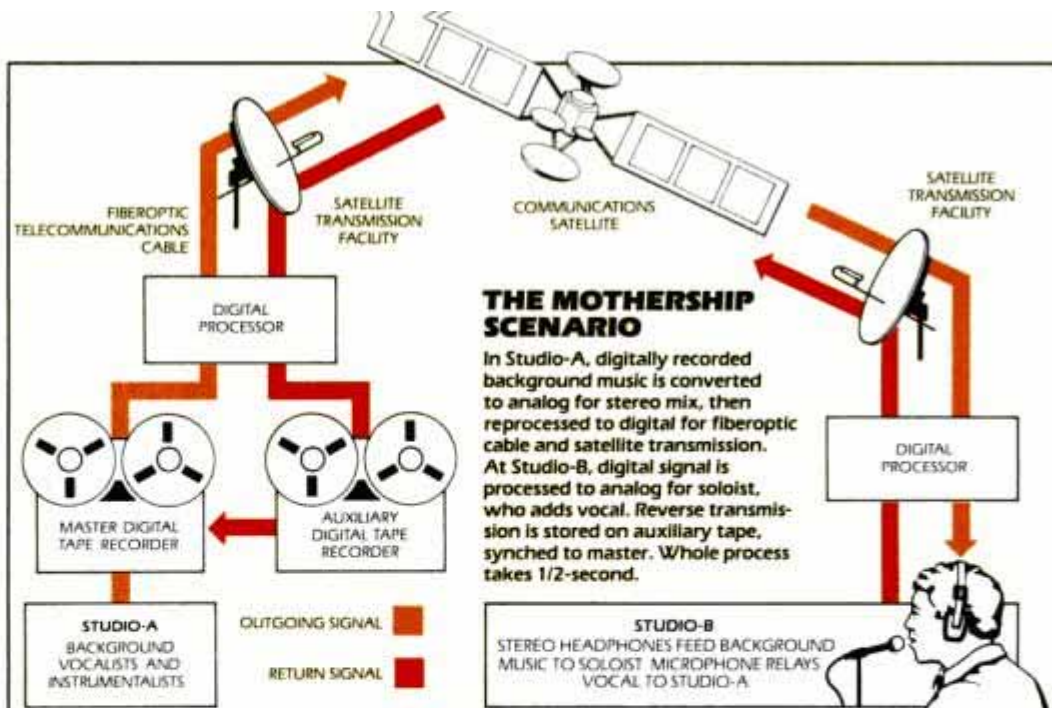 FIBEROPTIC
TELECOMMUNICATIONS
CABLE
SATELLITE
TRANSMISSION
FACILITY
COMMUNICATIONS
SATELLITE
SATELLITE
TRANSMISSION
FACILITY
DIGITAL
PROCESSOR
THE MOTHERSHIP
SCENARIO
In Studio-A, digitally recorded
background music is converted
to analog for stereo mix, then
reprocessed to digital for fiberoptic
cable and satellite transmission.
At Studio-B, digital signal is
processed to analog for soloist,
who adds vocal. Reverse transmis-
sion is stored on auxiliary tape,
synched to master. Whole process
takes 1/2-second.
DIGITAL
PROCESSOR
MASTER DIGITAL
TAPE RECORDER
AUXILIARY
DIGITAL TAPE
RECORDER
STUDIO-A
BACKGROUND
VOCALISTS AND
INSTRUMENTALISTS
OUTGOING SIGNAL
RETURN SIGNAL
STUDIO-B
STEREO HEADPHONES FEED BACKGROUND
MUSIC TO SOLOIST MICROPHONE RELAYS
VOCAL TO STUDIO-A